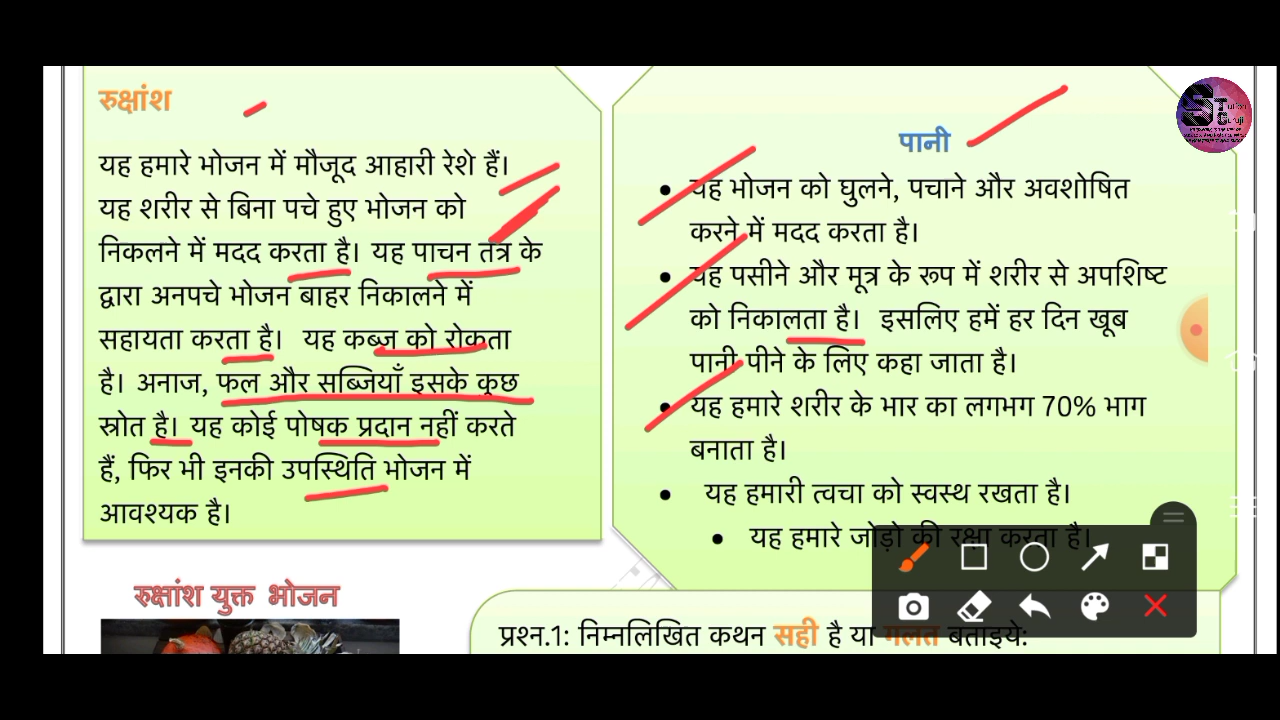 रुक्षांश
यह हमारे भोजन में मौजूद आहारी रेशे हैं।
यह शरीर से बिना पचे हुए भोजन को
निकलने में मदद करता है। यह पाचन तंत्र के
द्वारा अनपचे भोजन बाहर निकालने में
सहायता करता है। यह कब्ज को रोकता
है। अनाज, फल और सब्जियाँ इसके कुछ
स्रोत है। यह कोई पोषक प्रदान नहीं करते
हैं, फिर भी इनकी उपस्थिति भोजन में
आवश्यक है।
रुक्षांश युक्त भोजन
पानी
• यह भोजन को घुलने, पचाने और अवशोषित
करने में मदद करता है।
• यह पसीने और मूत्र के रूप में शरीर से अपशिष्ट
को निकालता है। इसलिए हमें हर दिन खूब
पानी पीने के लिए कहा जाता है।
• यह हमारे शरीर के भार का लगभग 70% भाग
बनाता है।
• यह हमारी त्वचा को स्वस्थ रखता है।
• यह हमारे जोड़ो की रक्षा करता है।
प्रश्न.1: निम्नलिखित कथन सही है या गलत बताइये: